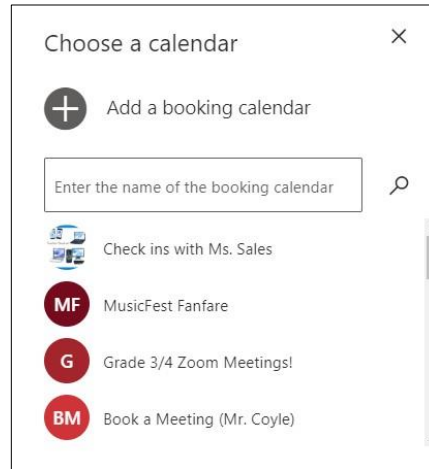 Choose a calendar
Add a booking calendar
Enter the name of the booking calendar
Check ins with Ms. Sales
MF MusicFest Fanfare
G Grade 3/4 Zoom Meetings!
BM Book a Meeting (Mr. Coyle)